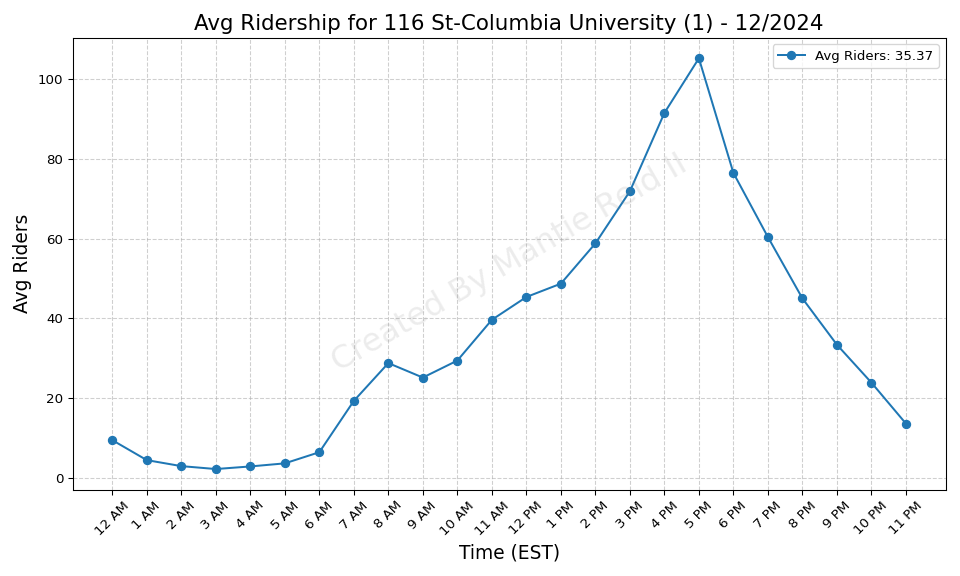 Avg Ridership for 116 St-Columbia University (1) - 12/2024
Avg Riders: 35.37
Avg Riders
100
80
60
40
20
0
Created By Mantle Reid II
12 AM
1 AM
2 AM
3 AM
4 AM
5 AM
6 AM
7 AM
8 AM
9 AM
10 AM
11 AM
12 PM
1 PM
2 PM
3 PM
4 PM
5 PM
6 PM
7 PM
8 PM
9 PM
10 PM
11 PM
Time (EST)